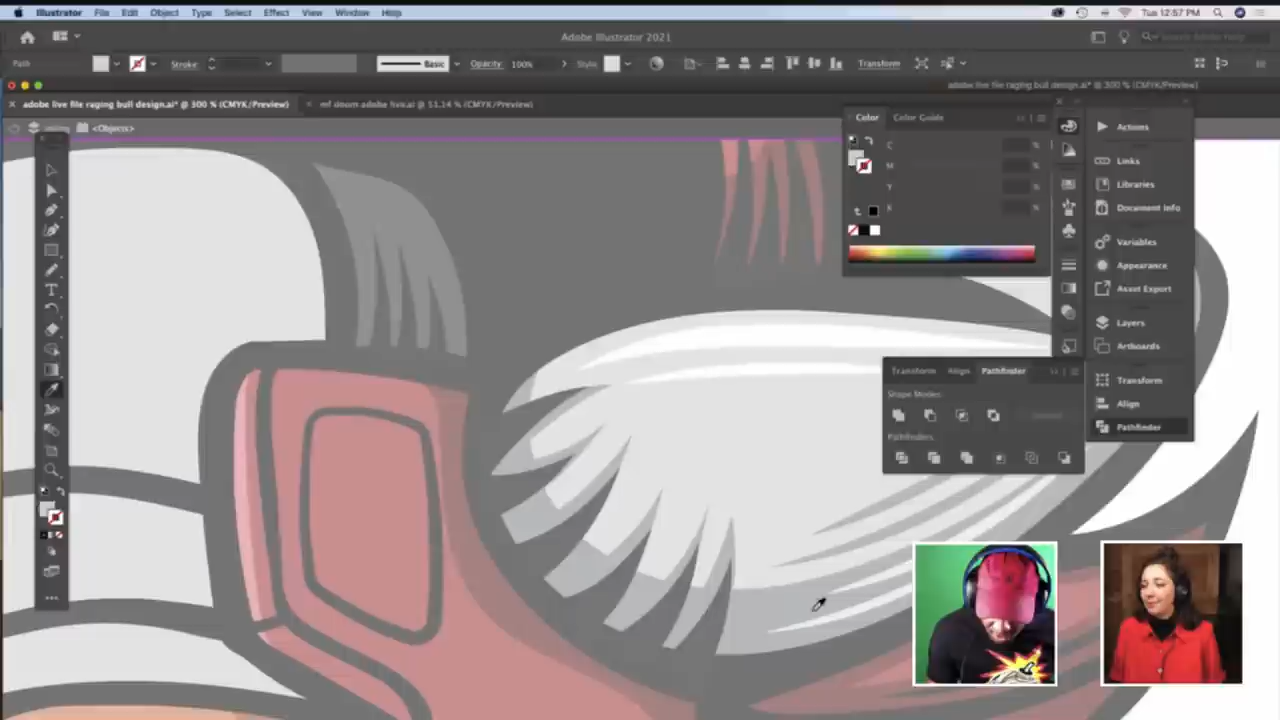 Illustrator File Edit Object Type Select Effect View Window Help Tue 12:57 PM
Adobe Illustrator 2021
Path Stroke: Basic Opacity: 100% Style: Transform
adobe live file raging bull design.ai* @ 300 % (CMYK/Preview)
× adobe live file raging bull design.ai* @ 300 % (CMYK/Preview) × mf doom adobe live.ai @ 51.14 % (CMYK/Preview)
<Objects>
Color Color Guide
C %
M %
Y %
K %
Actions
Links
Libraries
Document Info
Variables
Appearance
Asset Export
Layers
Artboards
Transform
Align
Pathfinder
Transform Align Pathfinder
Shape Modes:
Pathfinders: